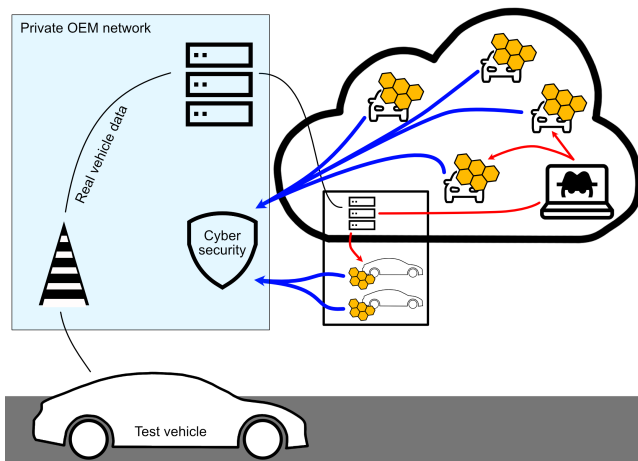 Private OEM network
Real vehicle data
Cyber
security
Test vehicle